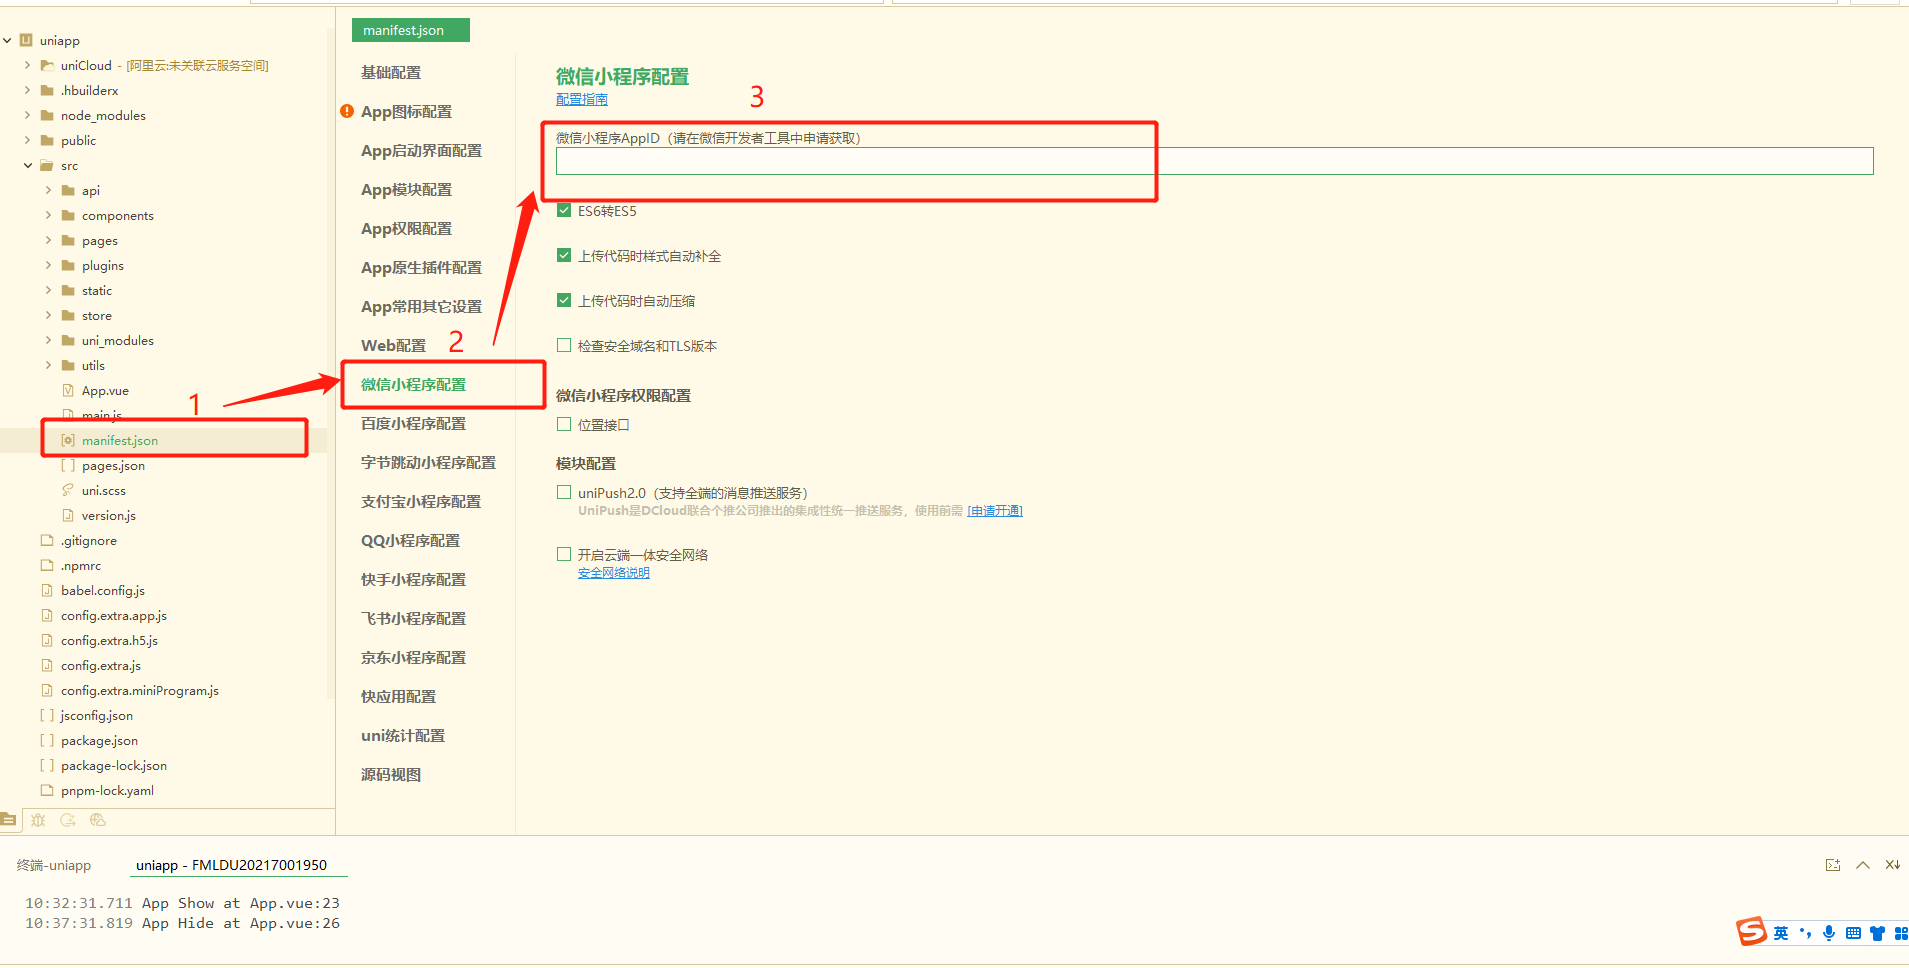 uniapp
uniCloud - [阿里云:未关联云服务空间]
.hbuilderx
node_modules
public
src
api
components
pages
plugins
static
store
uni_modules
utils
App.vue
main.js
1
manifest.json
pages.json
uni.scss
version.js
.gitignore
.npmrc
babel.config.js
config.extra.app.js
config.extra.h5.js
config.extra.js
config.extra.miniProgram.js
jsconfig.json
package.json
package-lock.json
pnpm-lock.yaml
manifest.json
基础配置
App图标配置
App启动界面配置
App模块配置
App权限配置
App原生插件配置
App常用其它设置
Web配置
2
微信小程序配置
百度小程序配置
字节跳动小程序配置
支付宝小程序配置
QQ小程序配置
快手小程序配置
飞书小程序配置
京东小程序配置
快应用配置
uni统计配置
源码视图
微信小程序配置
配置指南
3
微信小程序AppID（请在微信开发者工具中申请获取）
ES6转ES5
上传代码时样式自动补全
上传代码时自动压缩
检查安全域名和TLS版本
微信小程序权限配置
位置接口
模块配置
uniPush2.0（支持全端的消息推送服务）
UniPush是DCloud联合个推公司推出的集成性统一推送服务，使用前需 [申请开通]
开启云端一体安全网络
安全网络说明
终端-uniapp
uniapp - FMLDU20217001950
10:32:31.711 App Show at App.vue:23
10:37:31.819 App Hide at App.vue:26
英